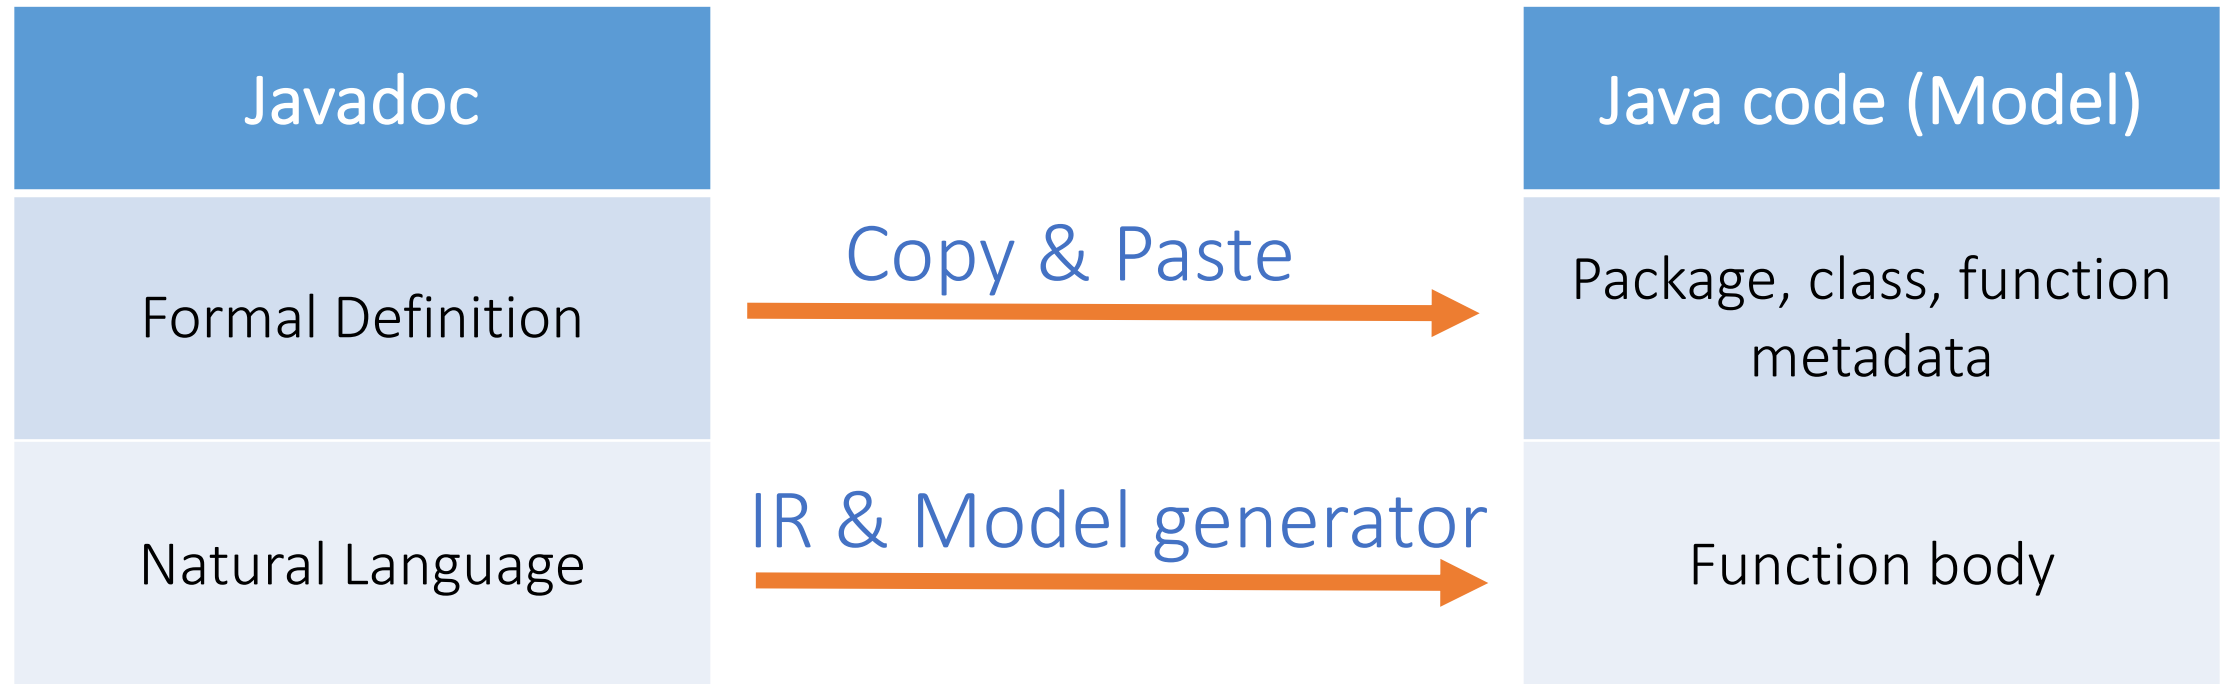 Javadoc
Java code (Model)
Formal Definition
Copy & Paste
Package, class, function
metadata
Natural Language
IR & Model generator
Function body